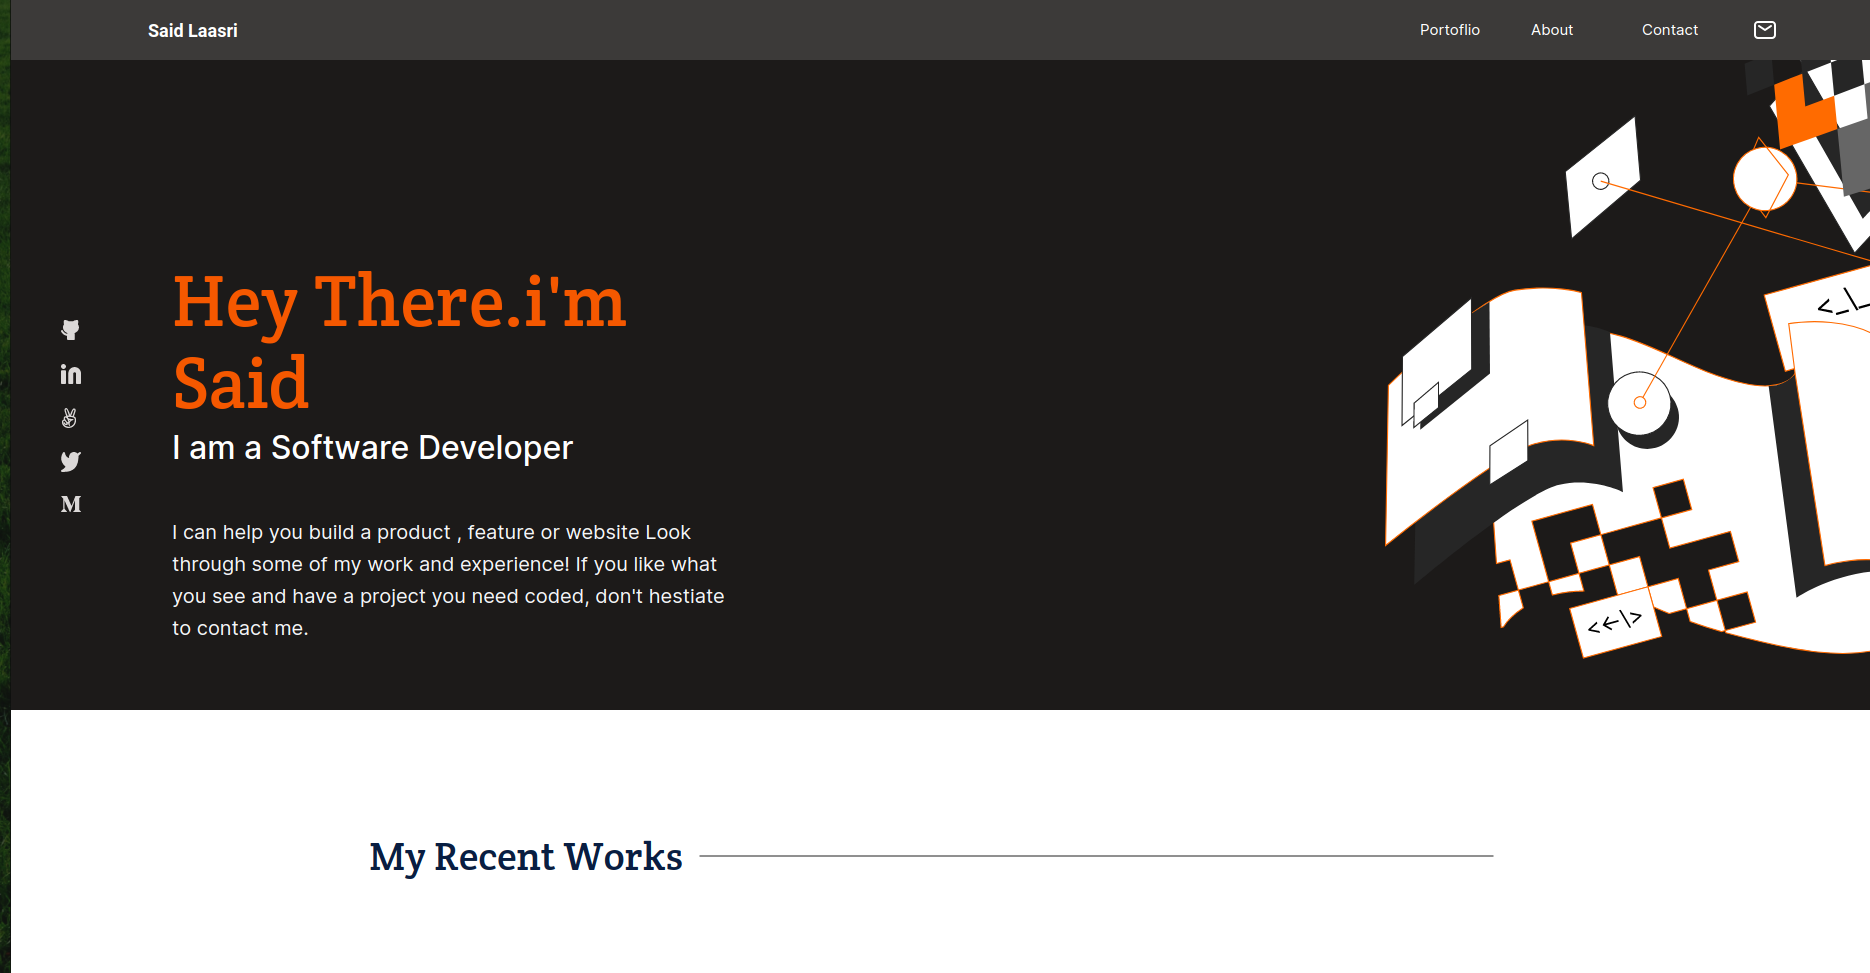 Said Laasri
Portoflio
About
Contact
Hey There.i'm
Said
I am a Software Developer
I can help you build a product , feature or website Look
through some of my work and experience! If you like what
you see and have a project you need coded, don't hestiate
to contact me.
<_\_
<←\>
My Recent Works